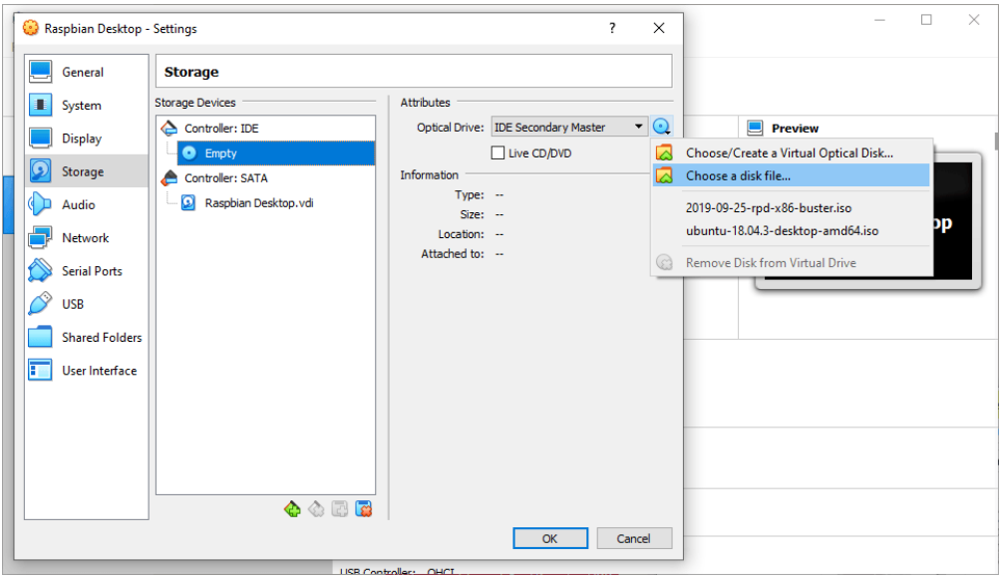 Raspbian Desktop - Settings
?
General
System
Display
Storage
Audio
Network
Serial Ports
USB
Shared Folders
User Interface
Storage
Storage Devices
Controller: IDE
Empty
Controller: SATA
Raspbian Desktop.vdi
Attributes
Optical Drive: IDE Secondary Master
Live CD/DVD
Information
Type: --
Size: --
Location: --
Attached to: --
OK
Cancel
Preview
Choose/Create a Virtual Optical Disk...
Choose a disk file...
2019-09-25-rpd-x86-buster.iso
ubuntu-18.04.3-desktop-amd64.iso
Remove Disk from Virtual Drive
op
USB Controller: OHCI